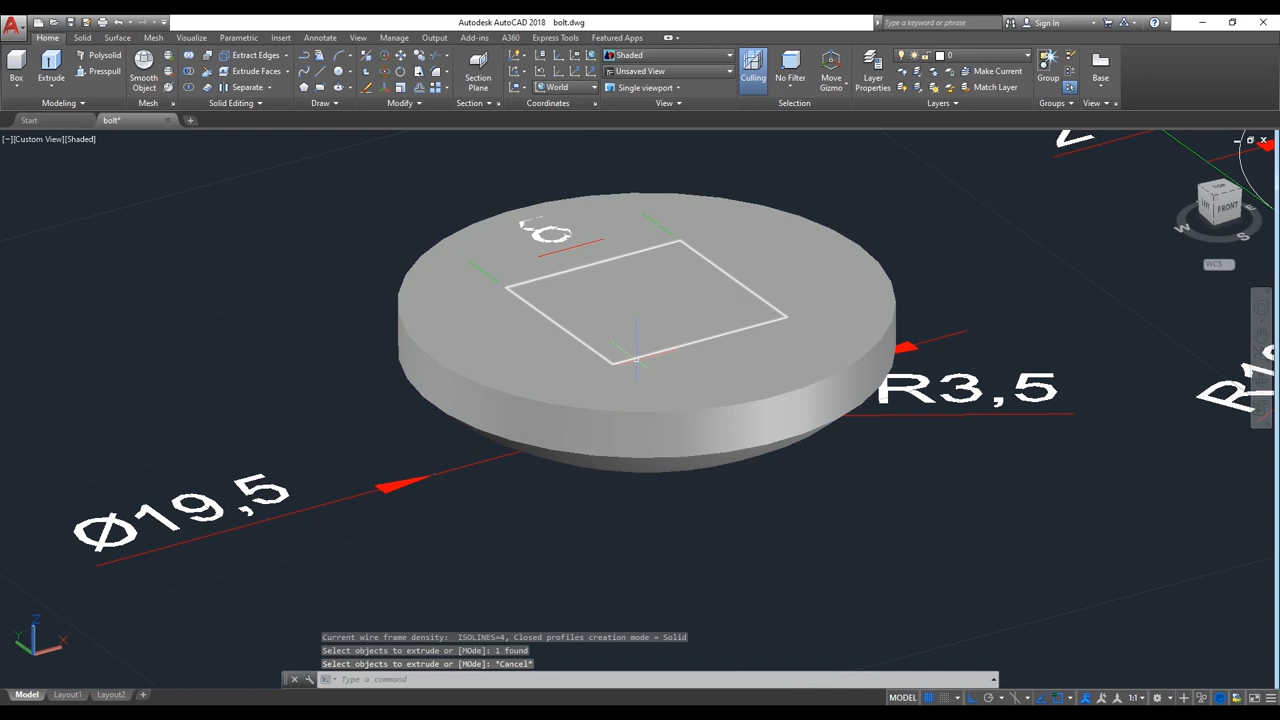 Autodesk AutoCAD 2018 bolt.dwg
Type a keyword or phrase
Sign In
Home Solid Surface Mesh Visualize Parametric Insert Annotate View Manage Output Add-ins A360 Express Tools Featured Apps
Box
Extrude
Polysolid
Presspull
Modeling
Smooth Object
Mesh
Extract Edges
Extrude Faces
Separate
Solid Editing
Draw
Modify
Section Plane
Section
World
Coordinates
Shaded
Unsaved View
Single viewport
View
Culling
No Filter
Move Gizmo
Selection
Layer Properties
0
Make Current
Match Layer
Layers
Group
Groups
Base
View
Start
bolt*
[−][Custom View][Shaded]
TOP
FRONT
W
S
E
WCS
R3,5
Ø19,5
Z
Y
X
Current wire frame density: ISOLINES=4, Closed profiles creation mode = Solid
Select objects to extrude or [MOde]: 1 found
Select objects to extrude or [MOde]: *Cancel*
Type a command
Model Layout1 Layout2
MODEL
1:1